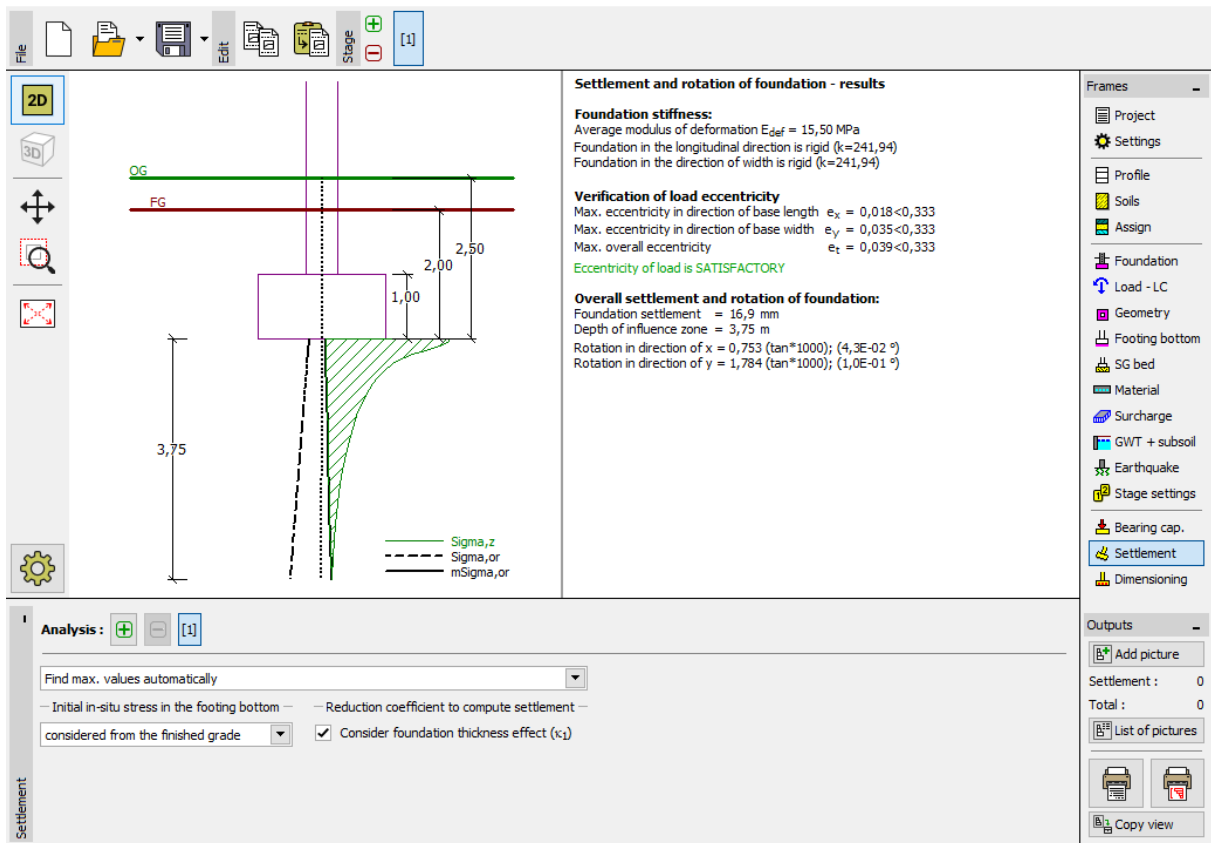 File
Edit
Stage
[1]
2D
3D
OG
FG
2,50
2,00
1,00
3,75
Sigma,z
Sigma,or
mSigma,or
Settlement and rotation of foundation - results
Foundation stiffness:
Average modulus of deformation Edef = 15,50 MPa
Foundation in the longitudinal direction is rigid (k=241,94)
Foundation in the direction of width is rigid (k=241,94)
Verification of load eccentricity
Max. eccentricity in direction of base length ex = 0,018<0,333
Max. eccentricity in direction of base width ey = 0,035<0,333
Max. overall eccentricity et = 0,039<0,333
Eccentricity of load is SATISFACTORY
Overall settlement and rotation of foundation:
Foundation settlement = 16,9 mm
Depth of influence zone = 3,75 m
Rotation in direction of x = 0,753 (tan*1000); (4,3E-02 °)
Rotation in direction of y = 1,784 (tan*1000); (1,0E-01 °)
Frames
Project
Settings
Profile
Soils
Assign
Foundation
Load - LC
Geometry
Footing bottom
SG bed
Material
Surcharge
GWT + subsoil
Earthquake
Stage settings
Bearing cap.
Settlement
Dimensioning
Outputs
Add picture
Settlement : 0
Total : 0
List of pictures
Copy view
Settlement
Analysis : [1]
Find max. values automatically
Initial in-situ stress in the footing bottom
considered from the finished grade
Reduction coefficient to compute settlement
Consider foundation thickness effect (κ1)